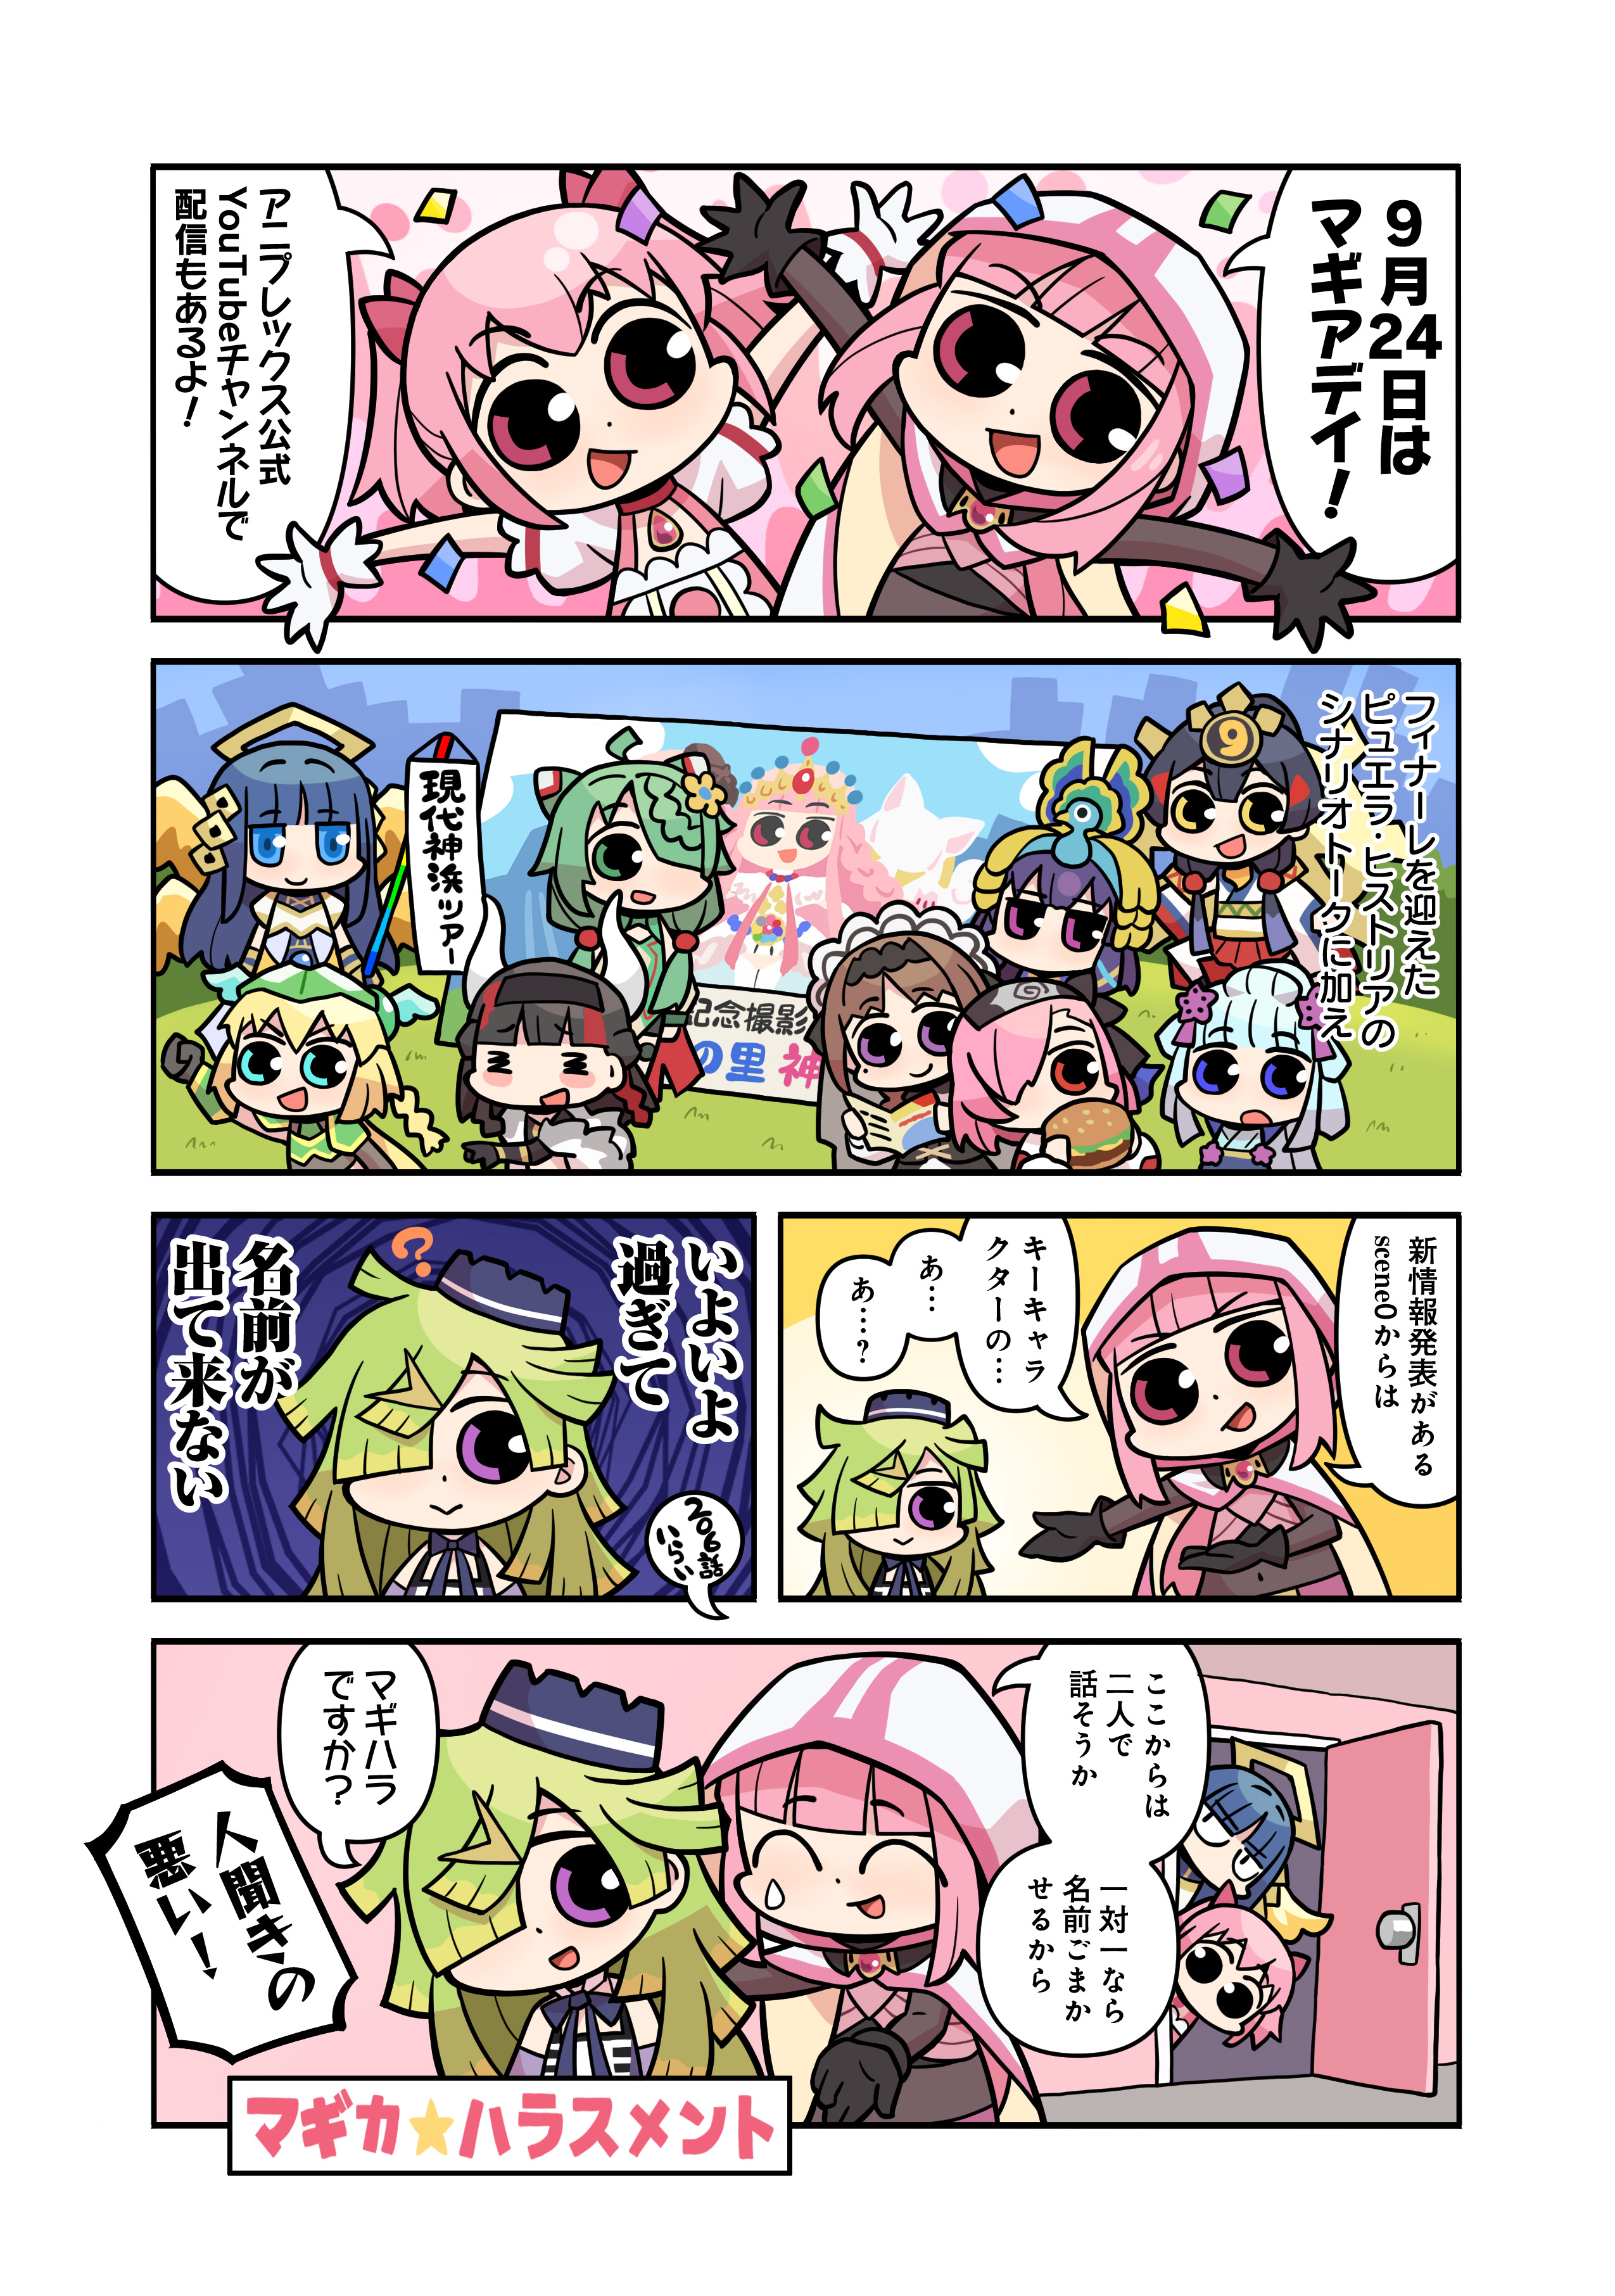 9月24日は
マギアデイ!
アニプレックス公式
YouTubeチャンネルで
配信もあるよ!
フィナーレを迎えた
ピュエラ・ヒストリアの
シナリオトークに加え
9
現代神浜ツアー
記念撮影
の里 神
新情報発表がある
scene0からは
キーキャラ
クターの…
あ…
あ…?
いよいよ
過ぎて
名前が
出て来ない
?
206話
いらい
ここからは
二人で
話そうか
一対一なら
名前ごまか
せるから
マギハラ
ですか?
人聞きの
悪い!
マギカ★ハラスメント